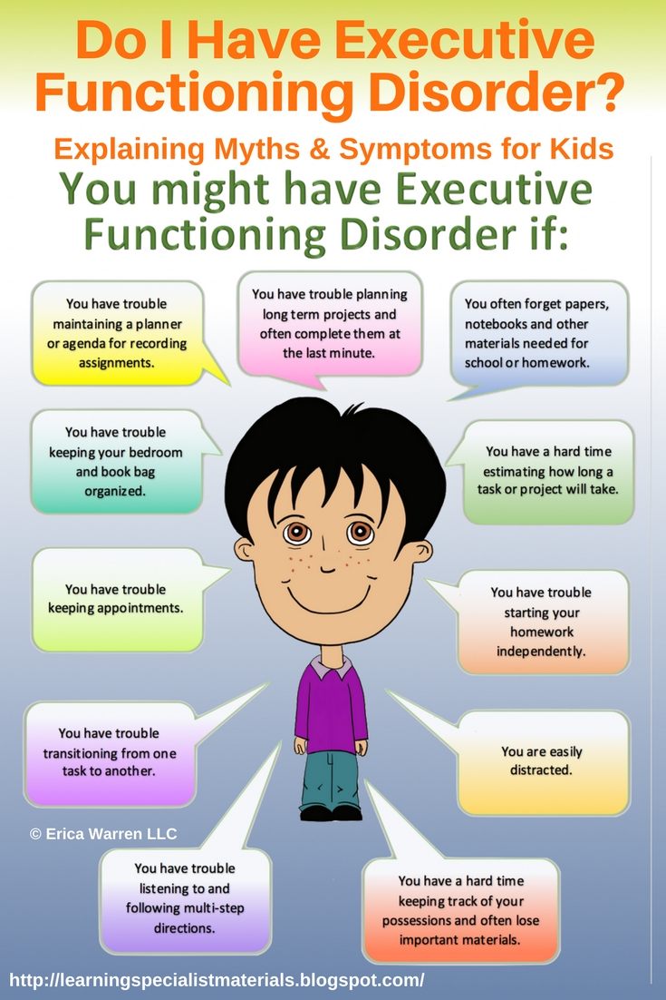 Do I Have Executive
Functioning Disorder?
Explaining Myths & Symptoms for Kids
You might have Executive
Functioning Disorder if:
You have trouble
maintaining a planner
or agenda for recording
assignments.
You have trouble planning
long term projects and
often complete them at
the last minute.
You often forget papers,
notebooks and other
materials needed for
school or homework.
You have trouble
keeping your bedroom
and book bag
organized.
You have a hard time
estimating how long a
task or project will take.
You have trouble
keeping appointments.
You have trouble
starting your
homework
independently.
You have trouble
transitioning from one
task to another.
You are easily
distracted.
© Erica Warren LLC
You have trouble
listening to and
following multi-step
directions.
You have a hard time
keeping track of your
possessions and often lose
important materials.
http://learningspecialistmaterials.blogspot.com/